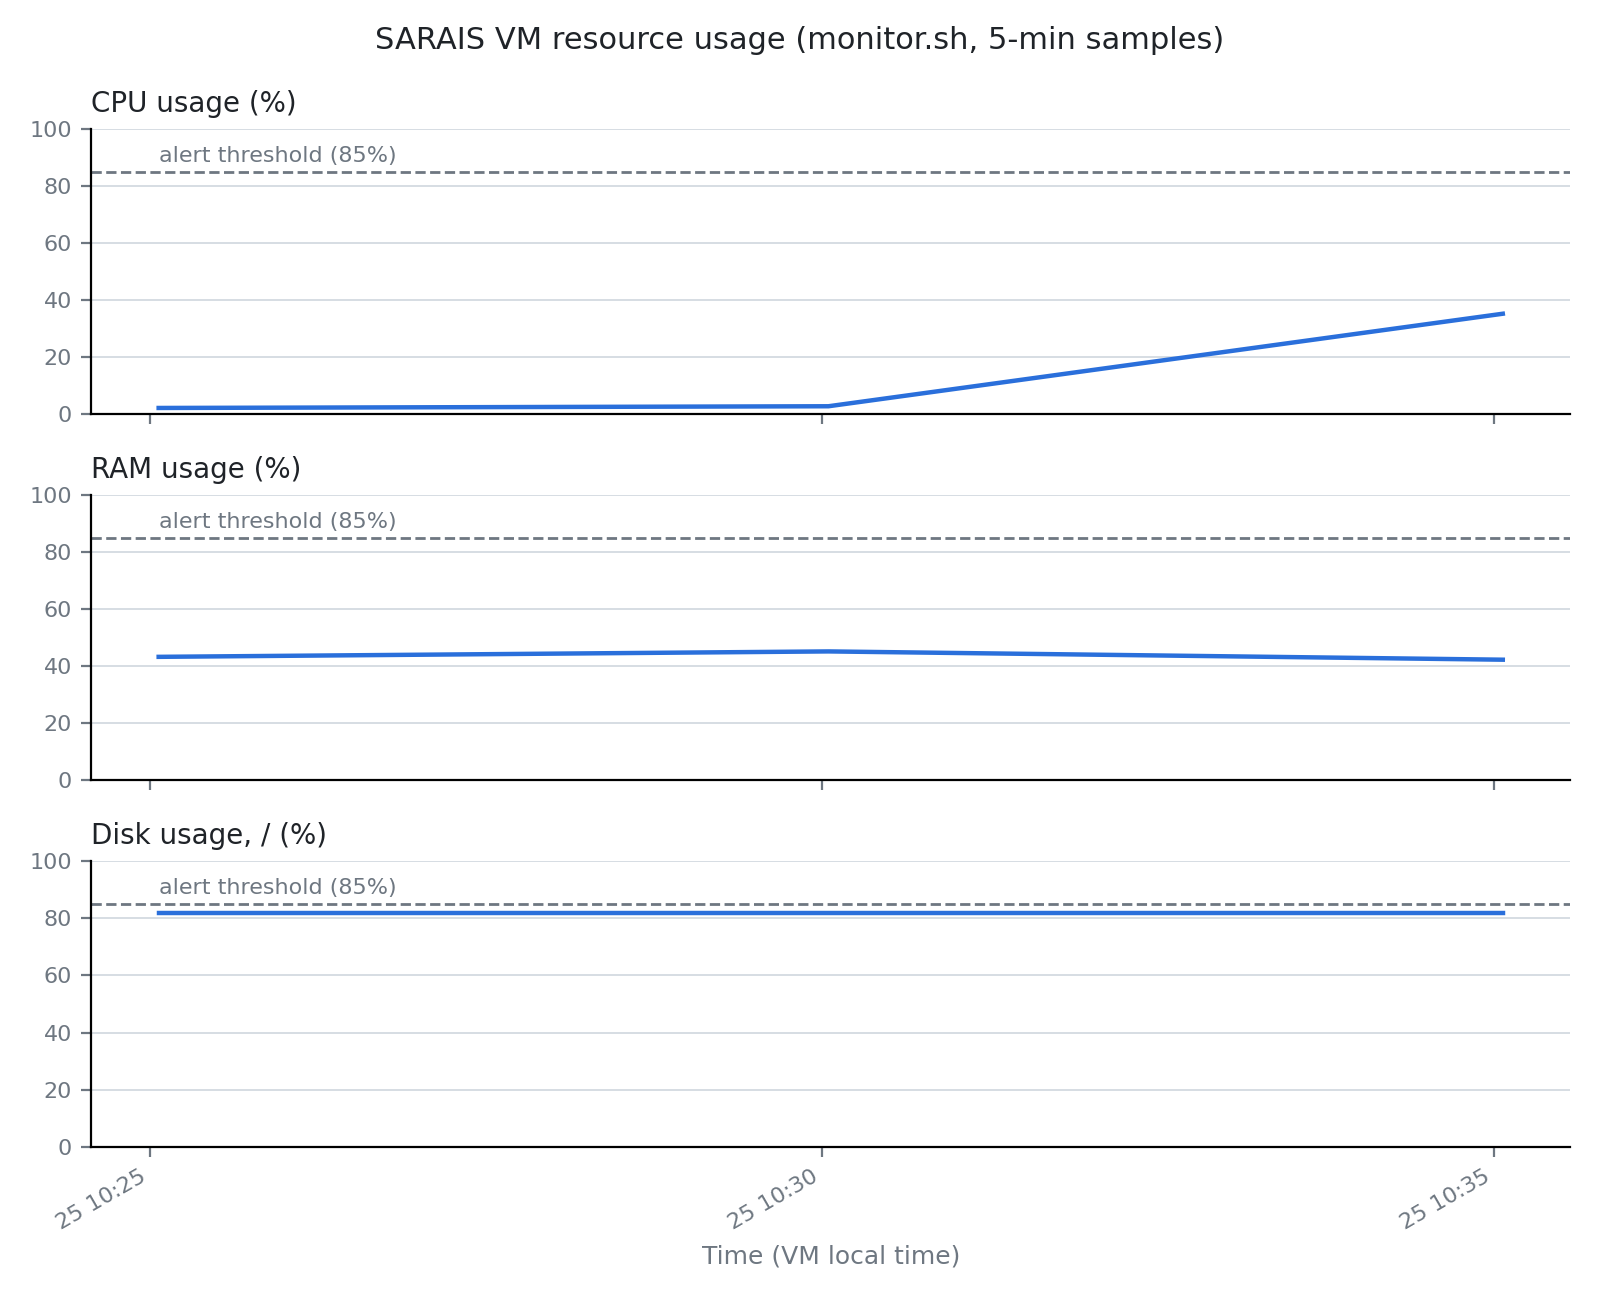 SARAIS VM resource usage (monitor.sh, 5-min samples)
CPU usage (%)
100
alert threshold (85%)
80
60
40
20
0
RAM usage (%)
100
alert threshold (85%)
80
60
40
20
0
Disk usage, / (%)
100
alert threshold (85%)
80
60
40
20
0
25 10:25
25 10:30
25 10:35
Time (VM local time)